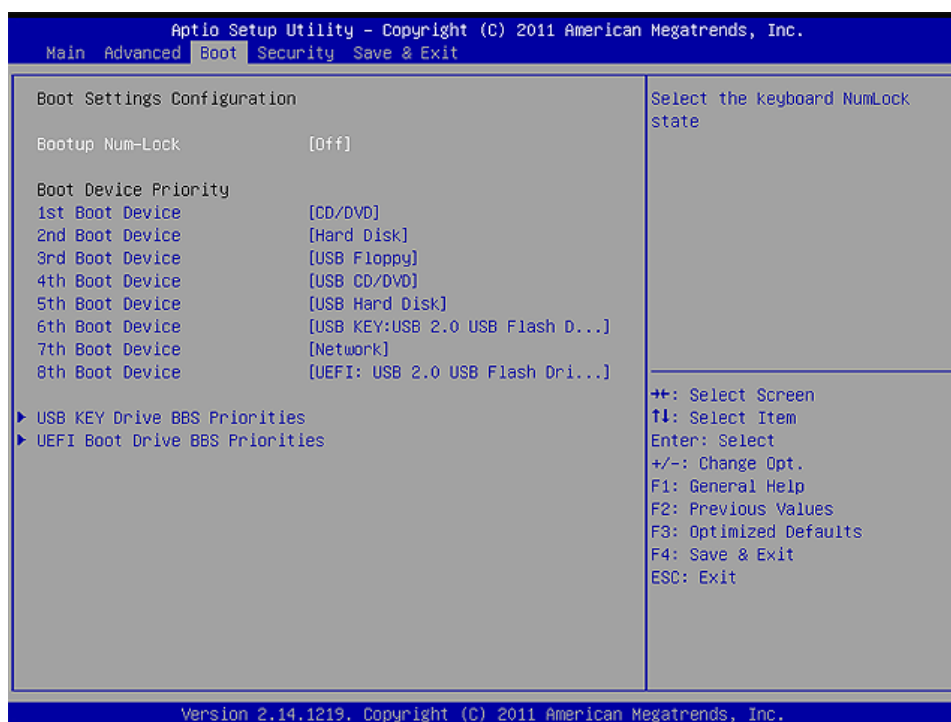 Aptio Setup Utility – Copyright (C) 2011 American Megatrends, Inc.
Main Advanced Boot Security Save & Exit
Boot Settings Configuration
Bootup Num-Lock [Off]
Boot Device Priority
1st Boot Device [CD/DVD]
2nd Boot Device [Hard Disk]
3rd Boot Device [USB Floppy]
4th Boot Device [USB CD/DVD]
5th Boot Device [USB Hard Disk]
6th Boot Device [USB KEY:USB 2.0 USB Flash D...]
7th Boot Device [Network]
8th Boot Device [UEFI: USB 2.0 USB Flash Dri...]
▶ USB KEY Drive BBS Priorities
▶ UEFI Boot Drive BBS Priorities
Select the keyboard NumLock
state
→←: Select Screen
↑↓: Select Item
Enter: Select
+/-: Change Opt.
F1: General Help
F2: Previous Values
F3: Optimized Defaults
F4: Save & Exit
ESC: Exit
Version 2.14.1219. Copyright (C) 2011 American Megatrends, Inc.